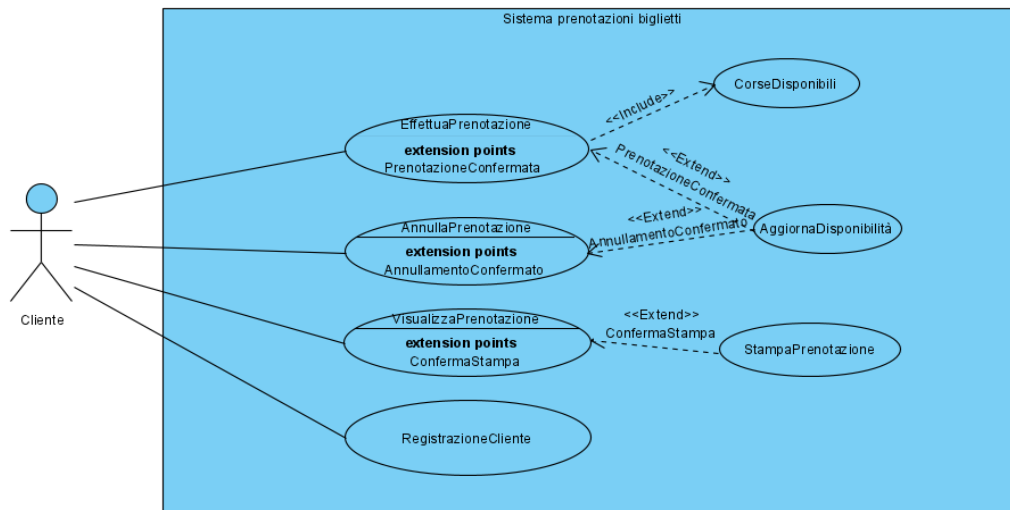 Sistema prenotazioni biglietti
CorseDisponibili
<<Include>>
EffettuaPrenotazione
extension points
PrenotazioneConfermata
<<Extend>>
PrenotazioneConfermata
<<Extend>>
AnnullamentoConfermato
AggiornaDisponibilità
AnnullaPrenotazione
extension points
AnnullamentoConfermato
Cliente
VisualizzaPrenotazione
extension points
ConfermaStampa
<<Extend>>
ConfermaStampa
StampaPrenotazione
RegistrazioneCliente